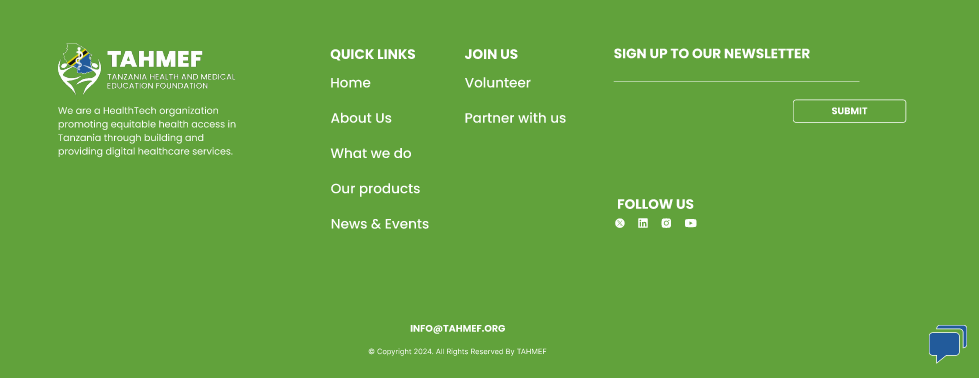 TAHMEF
TANZANIA HEALTH AND MEDICAL
EDUCATION FOUNDATION
We are a HealthTech organization
promoting equitable health access in
Tanzania through building and
providing digital healthcare services.
QUICK LINKS
Home
About Us
What we do
Our products
News & Events
JOIN US
Volunteer
Partner with us
SIGN UP TO OUR NEWSLETTER
SUBMIT
FOLLOW US
INFO@TAHMEF.ORG
© Copyright 2024. All Rights Reserved By TAHMEF